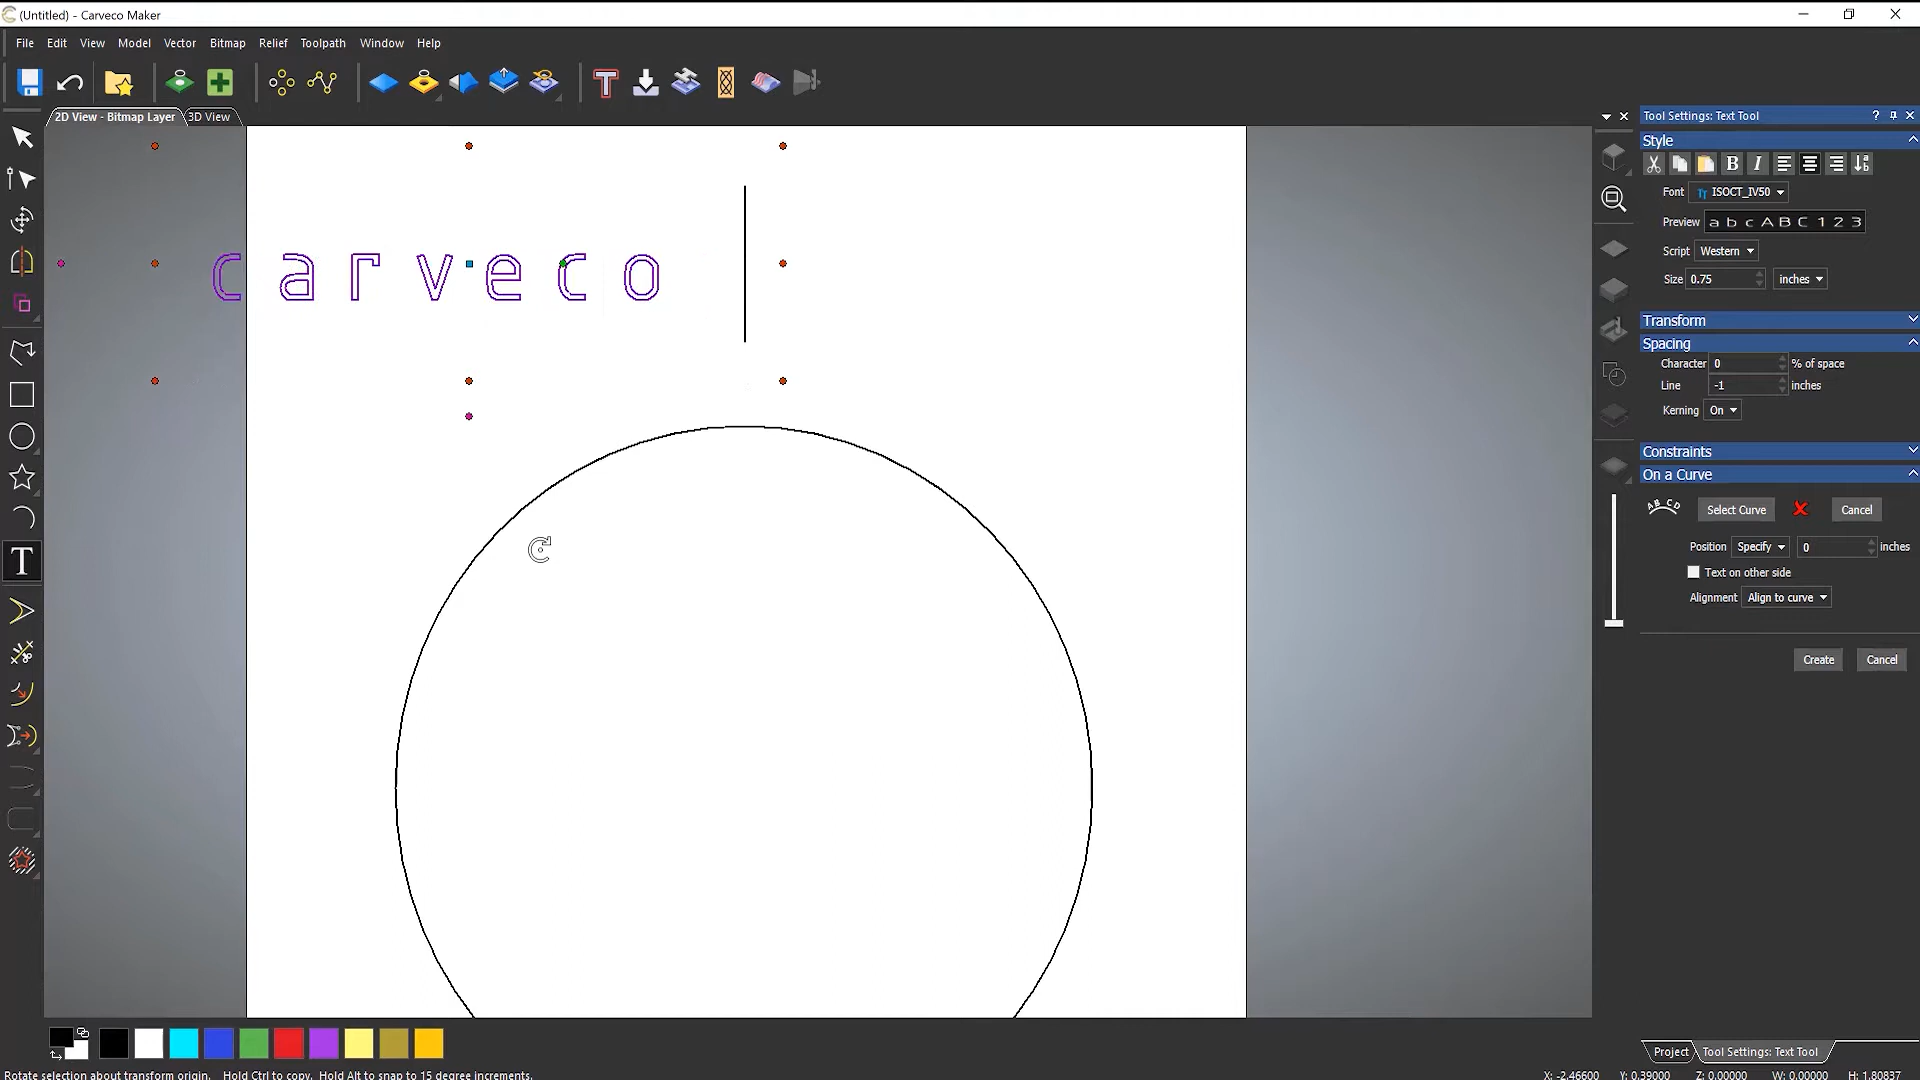 (Untitled) - Carveco Maker
File Edit View Model Vector Bitmap Relief Toolpath Window Help
2D View - Bitmap Layer 3D View
Tool Settings: Text Tool
Style
B I
Font ISOCT_IV50
Preview a b c A B C 1 2 3
Script Western
Size 0.75 inches
Transform
Spacing
Character 0 % of space
Line -1 inches
Kerning On
Constraints
On a Curve
AB CD Select Curve Cancel
Position Specify 0 inches
Text on other side
Alignment Align to curve
Create Cancel
carveco
Project Tool Settings: Text Tool
Rotate selection about transform origin. Hold Ctrl to copy. Hold Alt to snap to 15 degree increments.
X: -2.46600 Y: 0.39000 Z: 0.00000 W: 0.00000 H: 1.80837